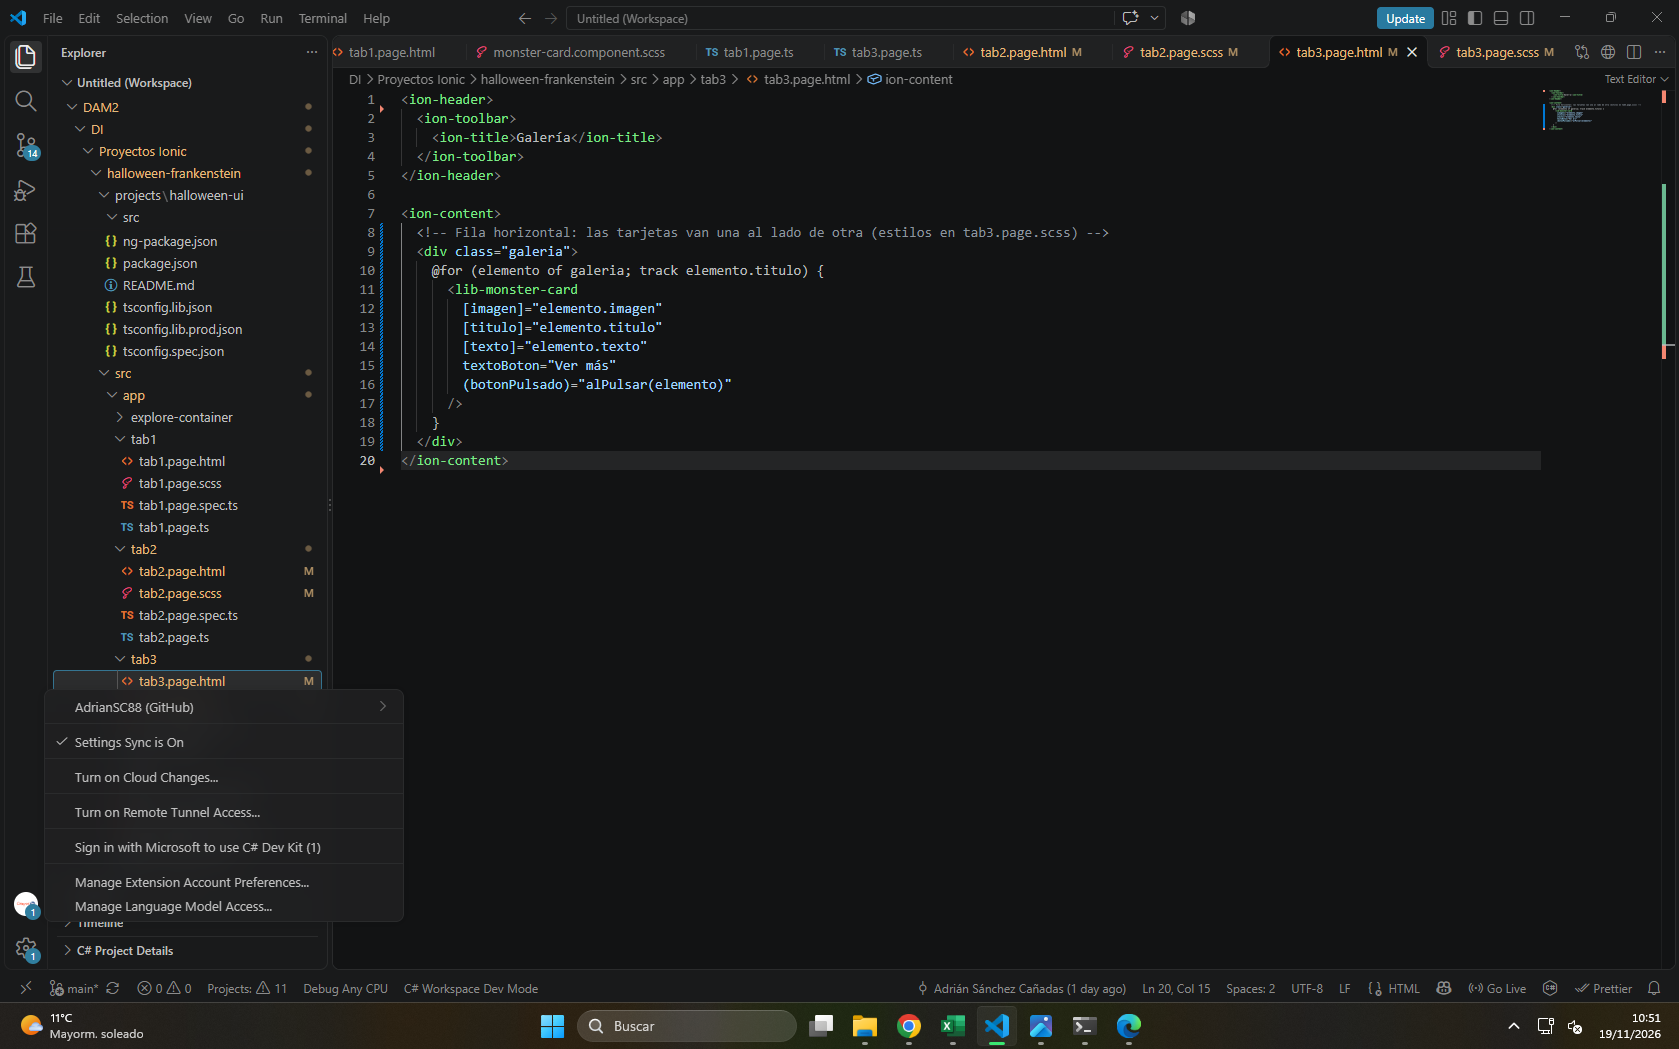 File Edit Selection View Go Run Terminal Help
Untitled (Workspace)
Update
Explorer
Untitled (Workspace)
DAM2
DI
Proyectos Ionic
halloween-frankenstein
projects\halloween-ui
src
{} ng-package.json
{} package.json
README.md
{} tsconfig.lib.json
{} tsconfig.lib.prod.json
{} tsconfig.spec.json
src
app
explore-container
tab1
tab1.page.html
tab1.page.scss
TS tab1.page.spec.ts
TS tab1.page.ts
tab2
tab2.page.html M
tab2.page.scss M
TS tab2.page.spec.ts
TS tab2.page.ts
tab3
tab3.page.html M
14
AdrianSC88 (GitHub)
Settings Sync is On
Turn on Cloud Changes...
Turn on Remote Tunnel Access...
Sign in with Microsoft to use C# Dev Kit (1)
Manage Extension Account Preferences...
Manage Language Model Access...
1
Timeline
C# Project Details
1
tab1.page.html monster-card.component.scss TS tab1.page.ts TS tab3.page.ts tab2.page.html M tab2.page.scss M tab3.page.html M tab3.page.scss M
DI > Proyectos Ionic > halloween-frankenstein > src > app > tab3 > tab3.page.html > ion-content
Text Editor
1 <ion-header>
2 <ion-toolbar>
3 <ion-title>Galería</ion-title>
4 </ion-toolbar>
5 </ion-header>
6
7 <ion-content>
8 <!-- Fila horizontal: las tarjetas van una al lado de otra (estilos en tab3.page.scss) -->
9 <div class="galeria">
10 @for (elemento of galeria; track elemento.titulo) {
11 <lib-monster-card
12 [imagen]="elemento.imagen"
13 [titulo]="elemento.titulo"
14 [texto]="elemento.texto"
15 textoBoton="Ver más"
16 (botonPulsado)="alPulsar(elemento)"
17 />
18 }
19 </div>
20 </ion-content>
main* 0 0 Projects: 11 Debug Any CPU C# Workspace Dev Mode
Adrián Sánchez Cañadas (1 day ago) Ln 20, Col 15 Spaces: 2 UTF-8 LF {} HTML Go Live Prettier
11°C
Mayorm. soleado
Buscar
10:51
19/11/2026